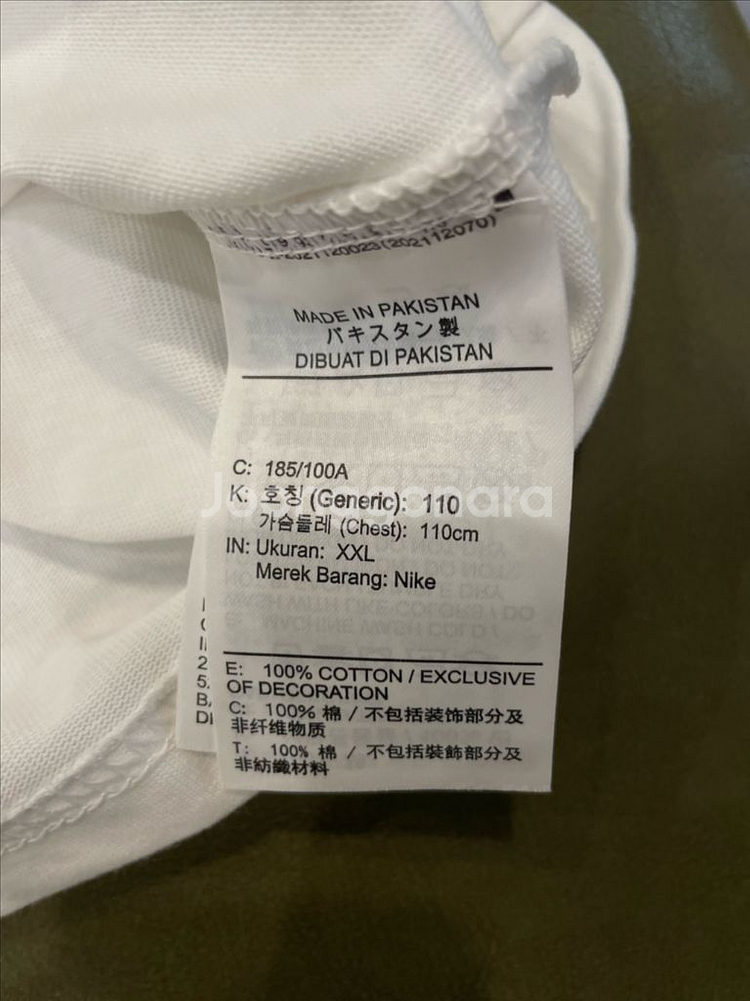 2021120023(202112070)
MADE IN PAKISTAN
パキスタン製
DIBUAT DI PAKISTAN
C: 185/100A
K: 호칭 (Generic): 110
가슴둘레 (Chest): 110cm
IN: Ukuran: XXL
Merek Barang: Nike
E: 100% COTTON / EXCLUSIVE
OF DECORATION
C: 100% 棉 / 不包括装饰部分及
非纤维物质
T: 100% 棉 / 不包括裝飾部分及
非紡織材料
Joongonara